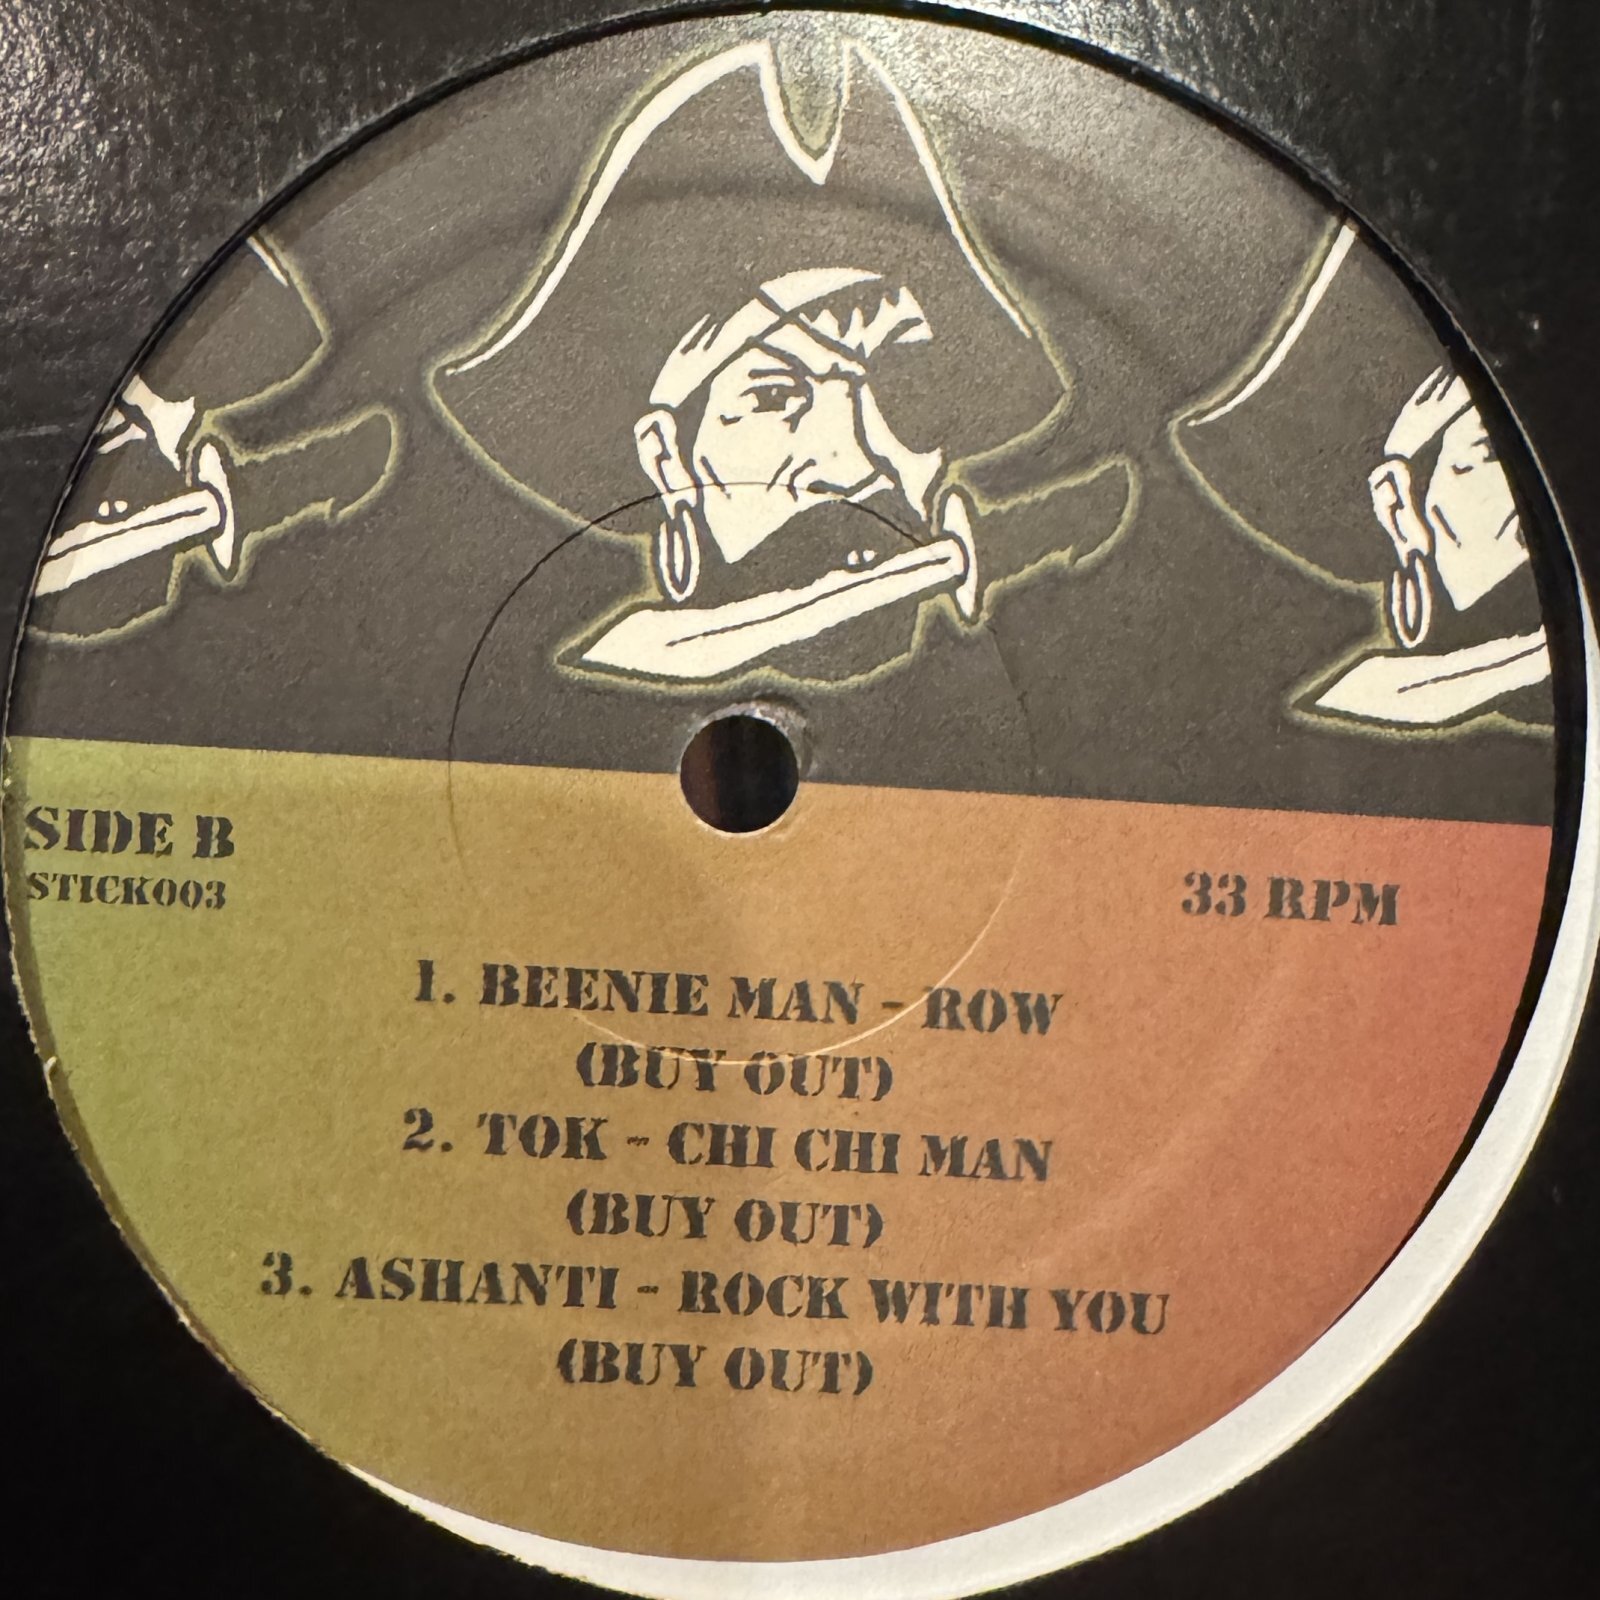 SIDE B
STICK003
33 RPM
1. BEENIE MAN - ROW
(BUY OUT)
2. TOK - CHI CHI MAN
(BUY OUT)
3. ASHANTI - ROCK WITH YOU
(BUY OUT)